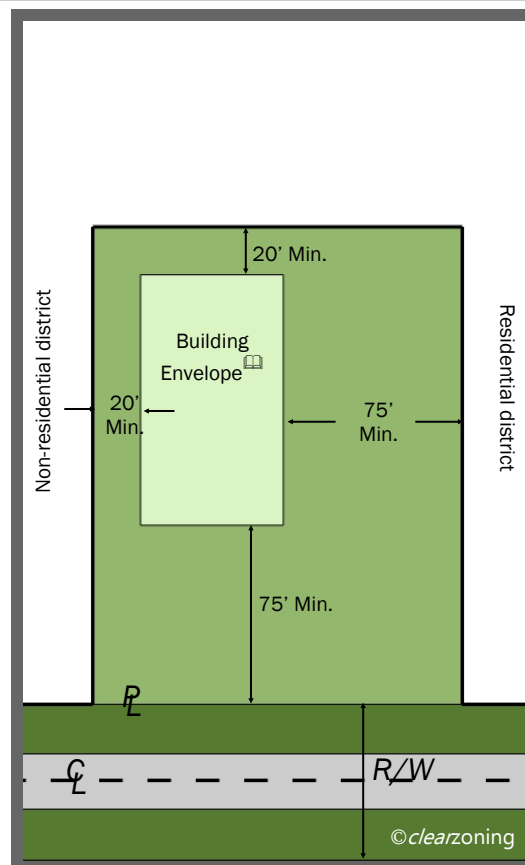 20’ Min.
Non-residential district
Building
Envelope
Residential district
20’
Min.
75’
Min.
75’ Min.
PL
CL
R/W
©clearzoning